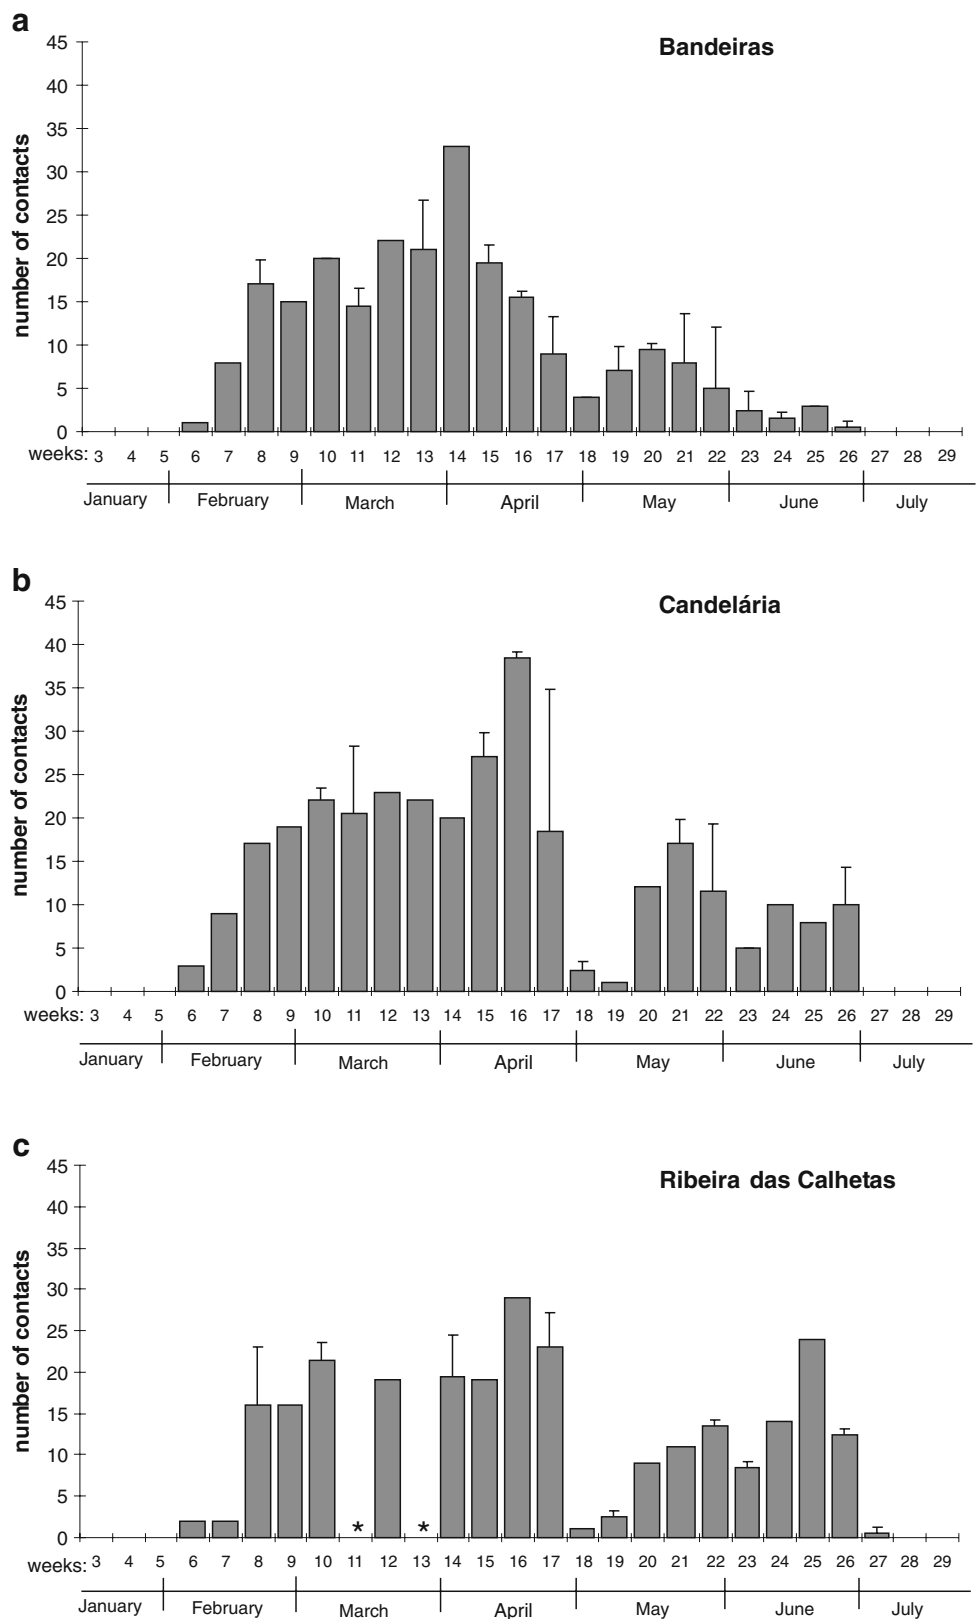 a
Bandeiras
45
40
35
30
25
20
15
10
5
0
number of contacts
weeks: 3 4 5 6 7 8 9 10 11 12 13 14 15 16 17 18 19 20 21 22 23 24 25 26 27 28 29
January February March April May June July
b
Candelária
45
40
35
30
25
20
15
10
5
0
number of contacts
weeks: 3 4 5 6 7 8 9 10 11 12 13 14 15 16 17 18 19 20 21 22 23 24 25 26 27 28 29
January February March April May June July
c
Ribeira das Calhetas
45
40
35
30
25
20
15
10
5
0
number of contacts
* *
weeks: 3 4 5 6 7 8 9 10 11 12 13 14 15 16 17 18 19 20 21 22 23 24 25 26 27 28 29
January February March April May June July